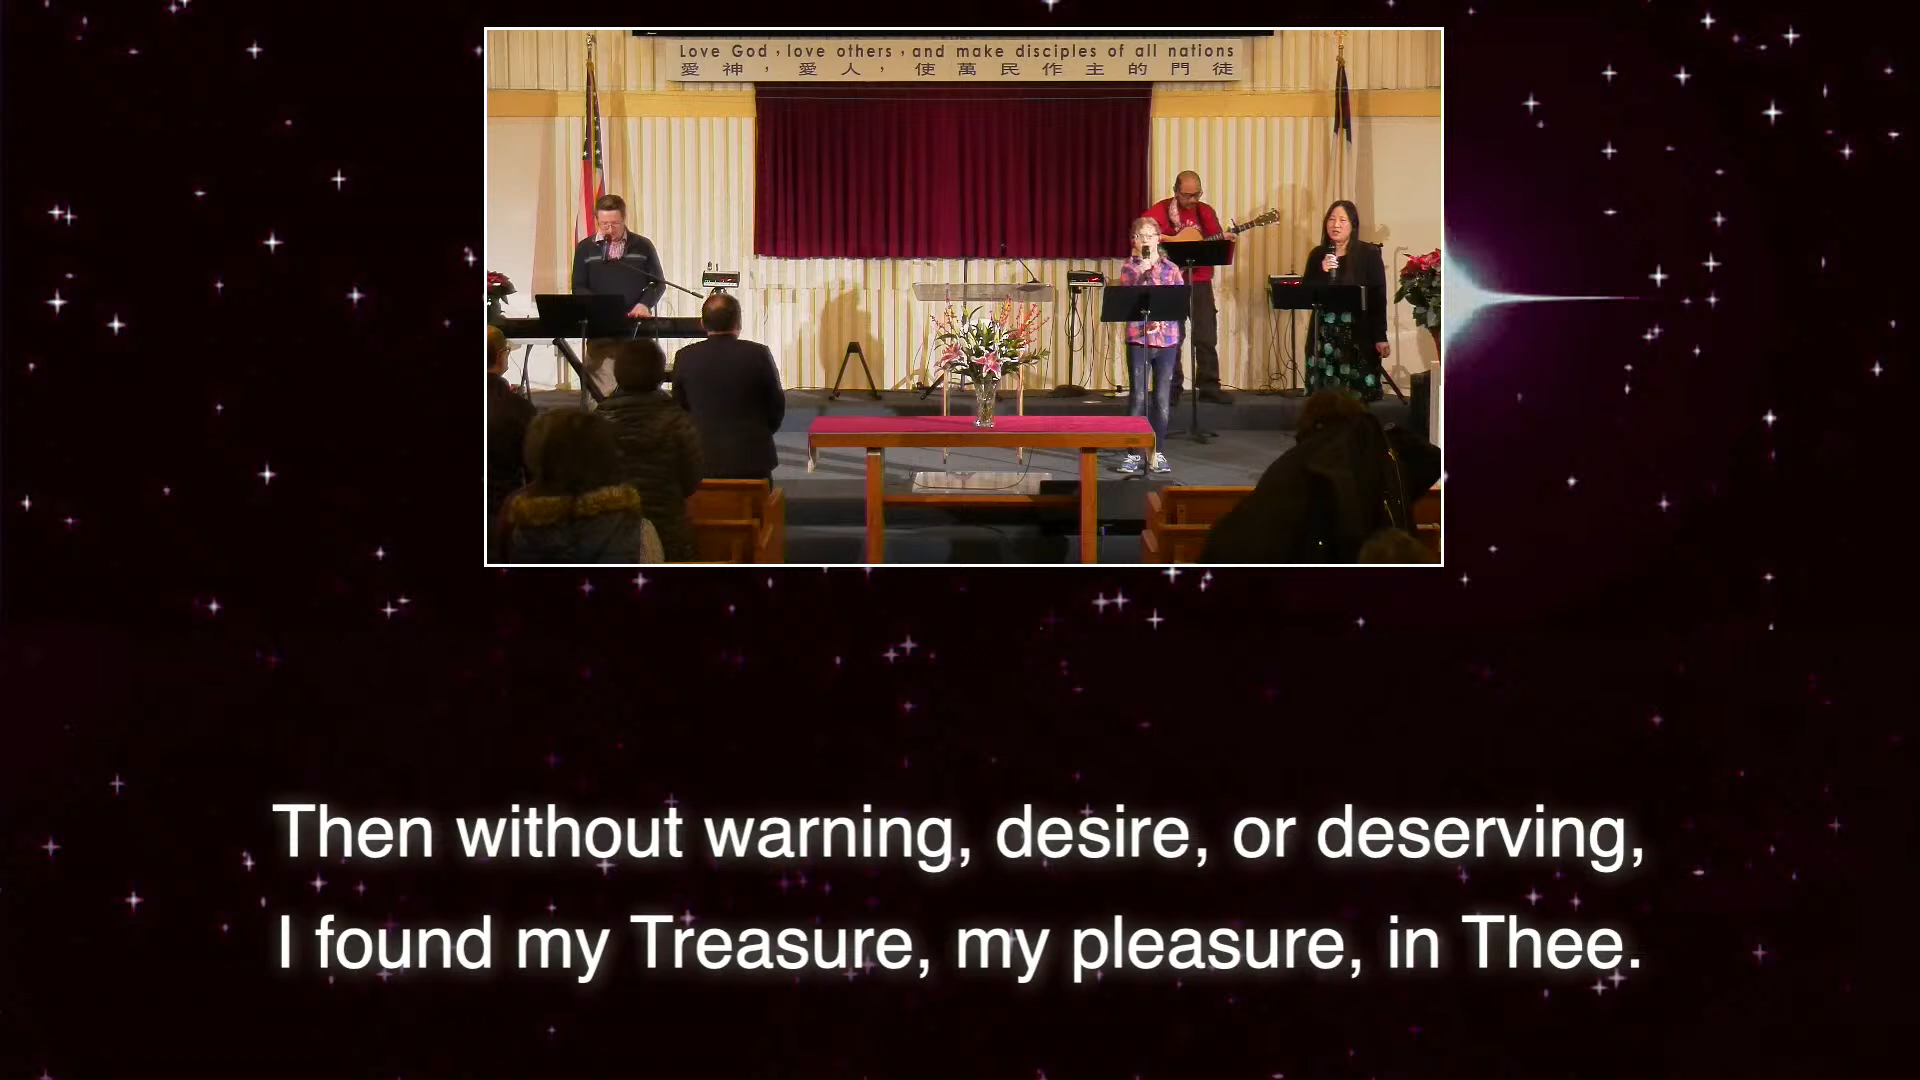 Love God, love others, and make disciples of all nations
愛神，愛人，使萬民作主的門徒
Then without warning, desire, or deserving,
I found my Treasure, my pleasure, in Thee.